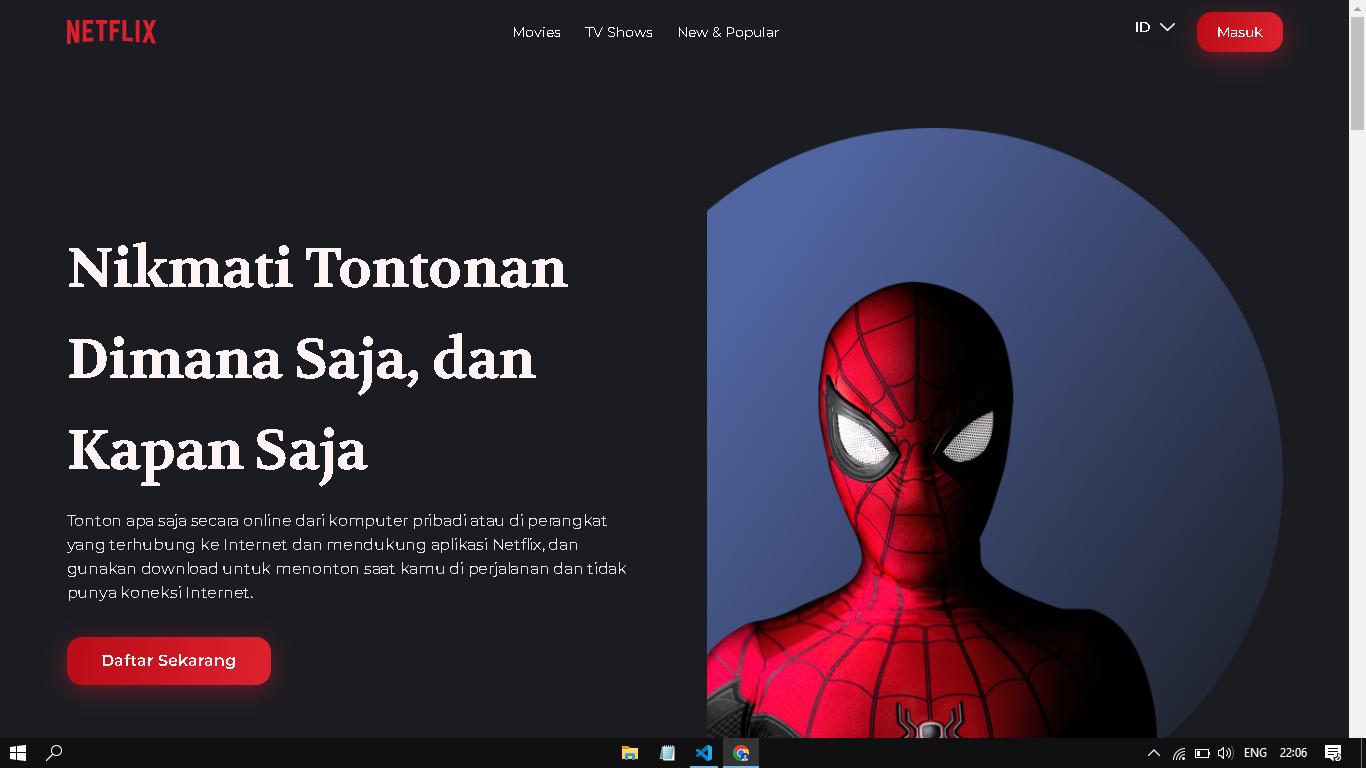 NETFLIX
Movies TV Shows New & Popular
ID
Masuk
Nikmati Tontonan
Dimana Saja, dan
Kapan Saja
Tonton apa saja secara online dari komputer pribadi atau di perangkat
yang terhubung ke Internet dan mendukung aplikasi Netflix, dan
gunakan download untuk menonton saat kamu di perjalanan dan tidak
punya koneksi Internet.
Daftar Sekarang
ENG 22:06